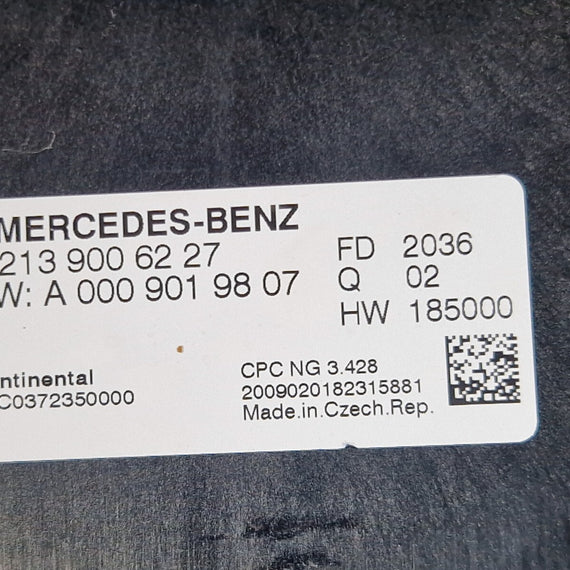 MERCEDES-BENZ
213 900 62 27
W: A 000 901 98 07
FD 2036
Q 02
HW 185000
ntinental
C0372350000
CPC NG 3.428
2009020182315881
Made.in.Czech.Rep.